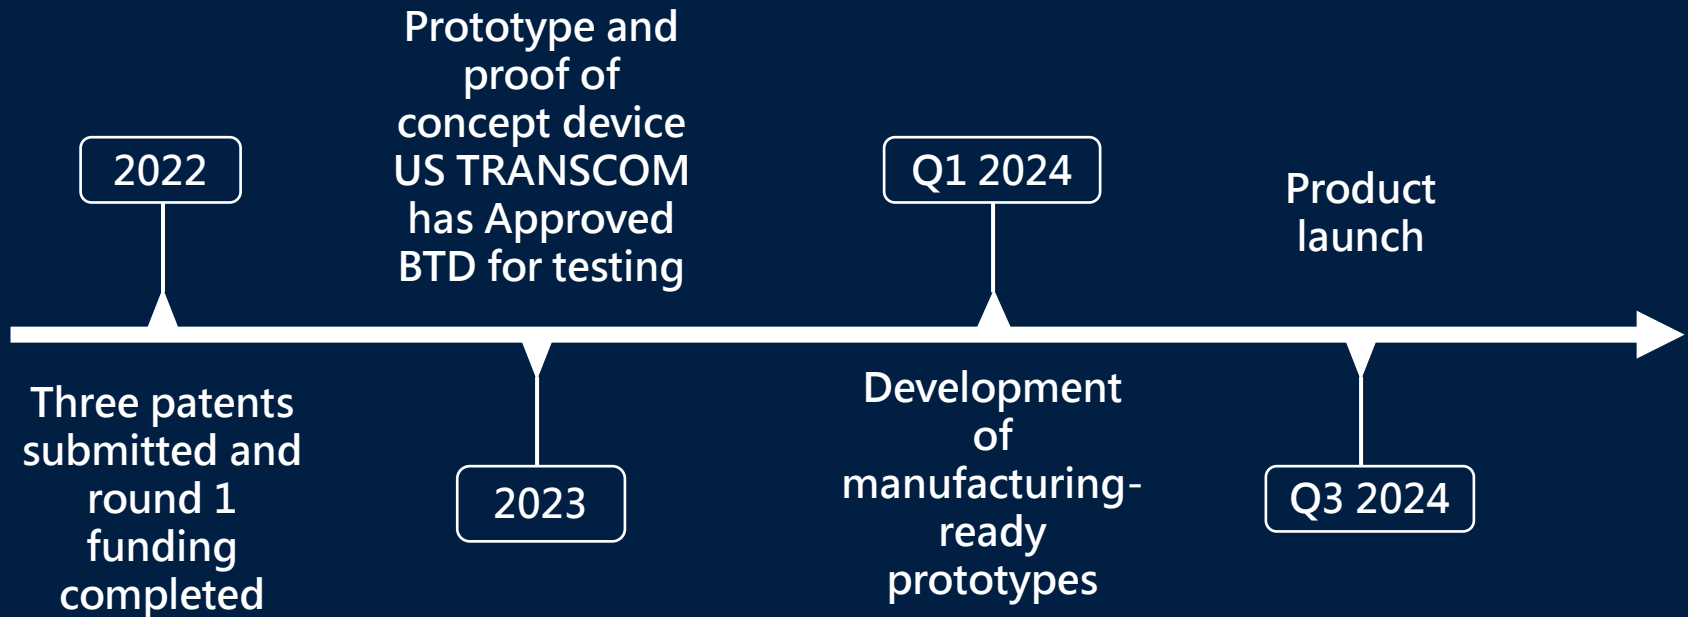 2022
Three patents
submitted and
round 1
funding
completed
Prototype and
proof of
concept device
US TRANSCOM
has Approved
BTD for testing
2023
Q1 2024
Development
of
manufacturing-
ready
prototypes
Product
launch
Q3 2024